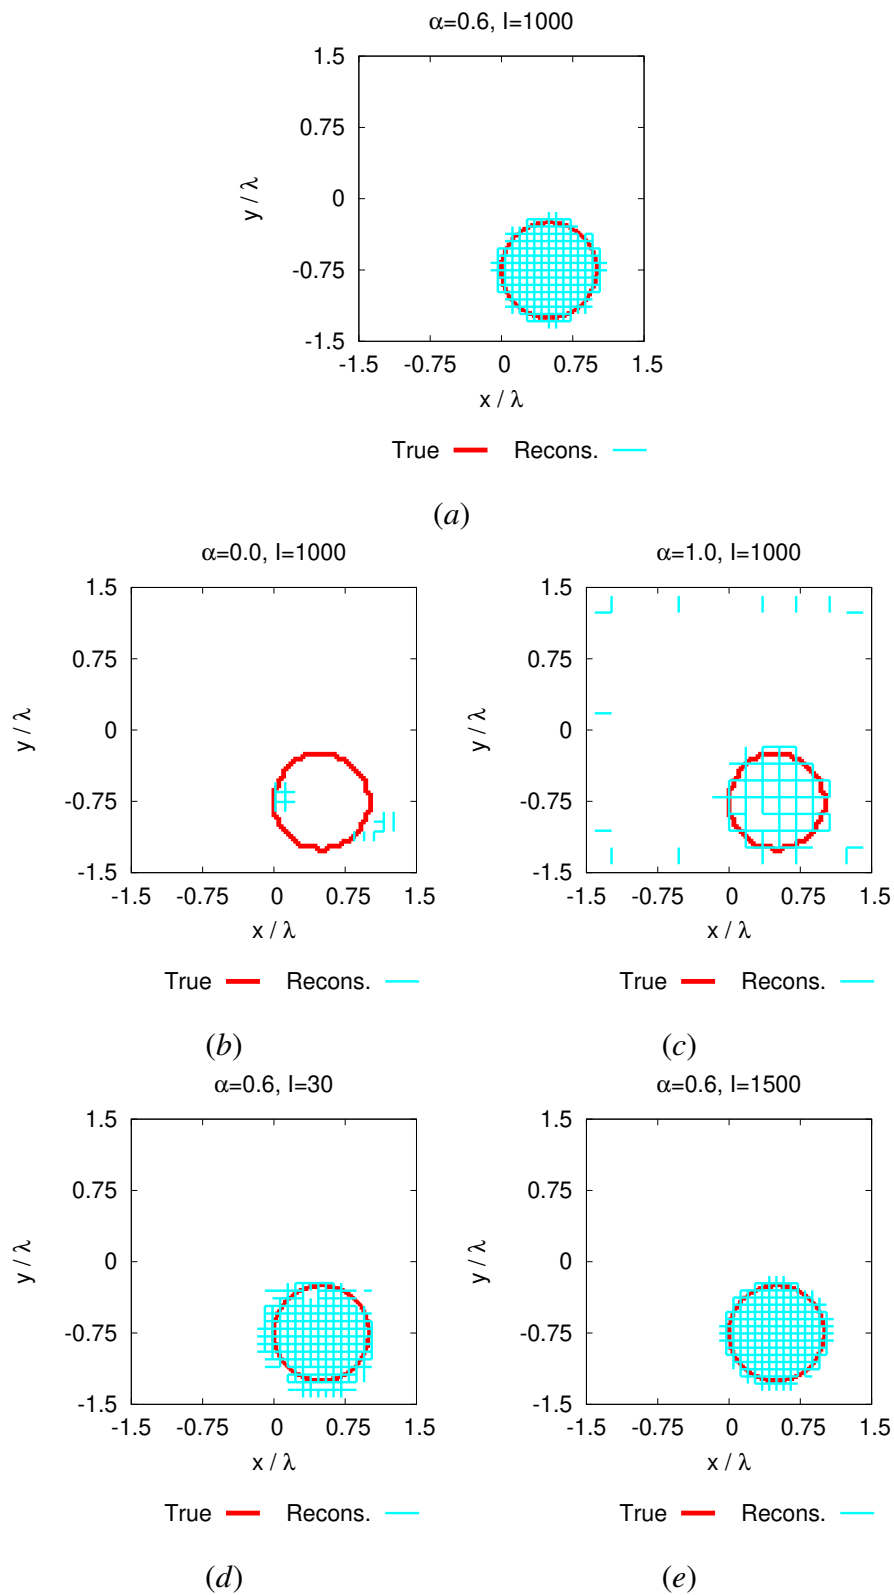 α=0.6, I=1000
1.5
0.75
0
-0.75
-1.5
y / λ
-1.5 -0.75 0 0.75 1.5
x / λ
True Recons.
(a)
α=0.0, I=1000
1.5
0.75
0
-0.75
-1.5
y / λ
-1.5 -0.75 0 0.75 1.5
x / λ
True Recons.
(b)
α=1.0, I=1000
1.5
0.75
0
-0.75
-1.5
y / λ
-1.5 -0.75 0 0.75 1.5
x / λ
True Recons.
(c)
α=0.6, I=30
1.5
0.75
0
-0.75
-1.5
y / λ
-1.5 -0.75 0 0.75 1.5
x / λ
True Recons.
(d)
α=0.6, I=1500
1.5
0.75
0
-0.75
-1.5
y / λ
-1.5 -0.75 0 0.75 1.5
x / λ
True Recons.
(e)